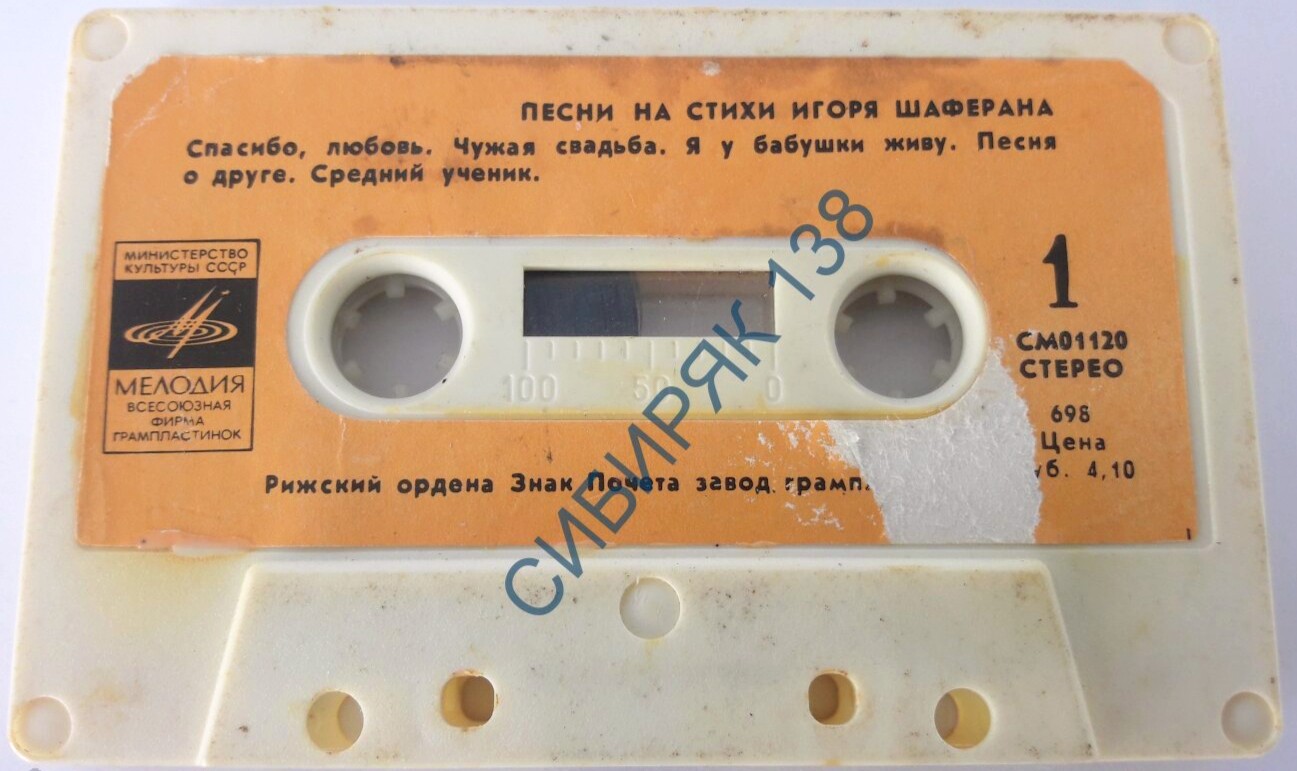 ПЕСНИ НА СТИХИ ИГОРЯ ШАФЕРАНА
Спасибо, любовь. Чужая свадьба. Я у бабушки живу. Песня
о друге. Средний ученик.
МИНИСТЕРСТВО
КУЛЬТУРЫ СССР
МЕЛОДИЯ
ВСЕСОЮЗНАЯ
ФИРМА
ГРАМПЛАСТИНОК
100 50 0
1
СМ01120
СТЕРЕО
698
Цена
уб. 4,10
Рижский ордена Знак Почета завод грампл
СИБИРЯК 138